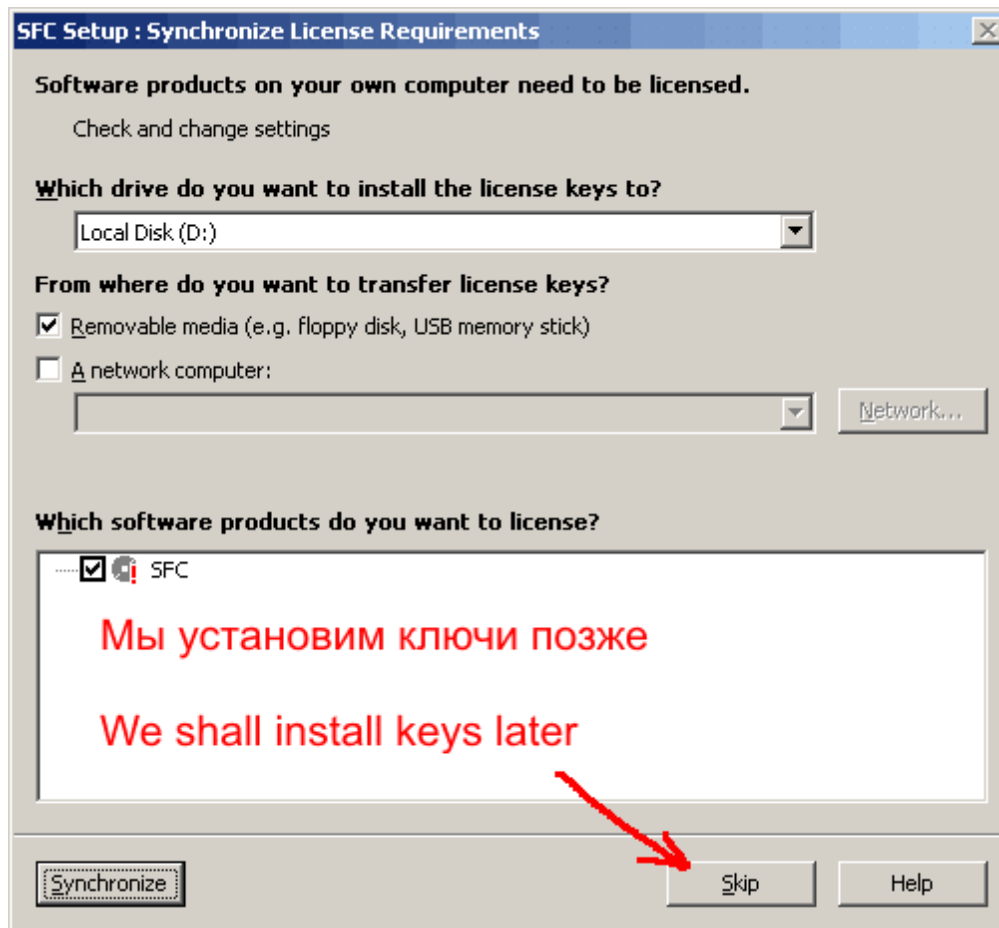 SFC Setup : Synchronize License Requirements
Software products on your own computer need to be licensed.
Check and change settings
Which drive do you want to install the license keys to?
Local Disk (D:)
From where do you want to transfer license keys?
Removable media (e.g. floppy disk, USB memory stick)
A network computer:
Network...
Which software products do you want to license?
SFC
Мы установим ключи позже
We shall install keys later
Synchronize
Skip
Help